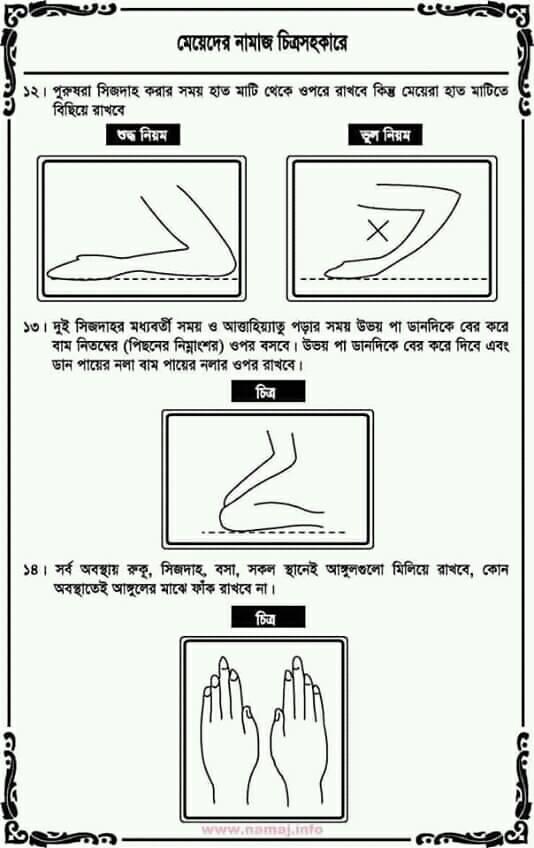 মেয়েদের নামাজ চিত্রসহকারে
১২। পুরুষরা সিজদাহ করার সময় হাত মাটি থেকে ওপরে রাখবে কিন্তু মেয়েরা হাত মাটিতে
বিছিয়ে রাখবে
শুদ্ধ নিয়ম
ভুল নিয়ম
১৩। দুই সিজদাহর মধ্যবর্তী সময় ও আত্তাহিয়্যাতু পড়ার সময় উভয় পা ডানদিকে বের করে
বাম নিতম্বের (পিছনের নিম্নাংশর) ওপর বসবে। উভয় পা ডানদিকে বের করে দিবে এবং
ডান পায়ের নলা বাম পায়ের নলার ওপর রাখবে।
চিত্র
১৪। সর্ব অবস্থায় রুকূ, সিজদাহ, বসা, সকল স্থানেই আঙ্গুলগুলো মিলিয়ে রাখবে, কোন
অবস্থাতেই আঙ্গুলের মাঝে ফাঁক রাখবে না।
চিত্র
www.namaj.info